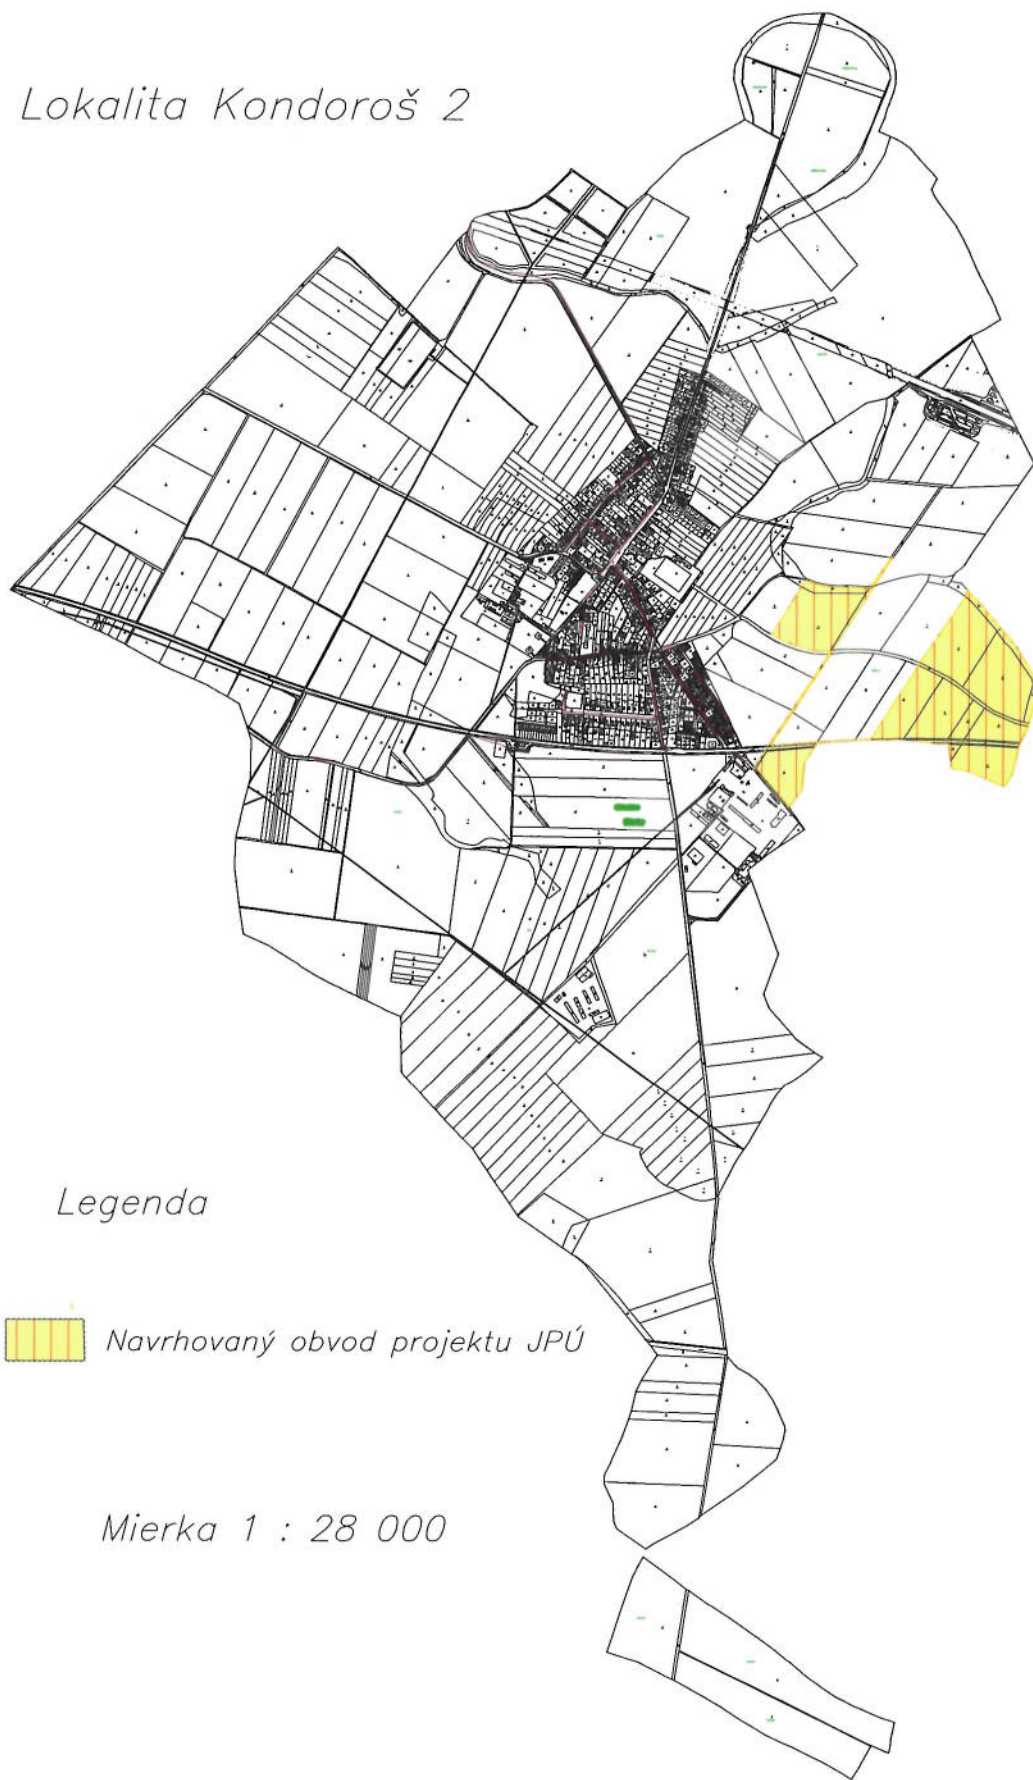 Lokalita Kondoroš 2
Legenda
Navrhovaný obvod projektu JPÚ
Mierka 1 : 28 000